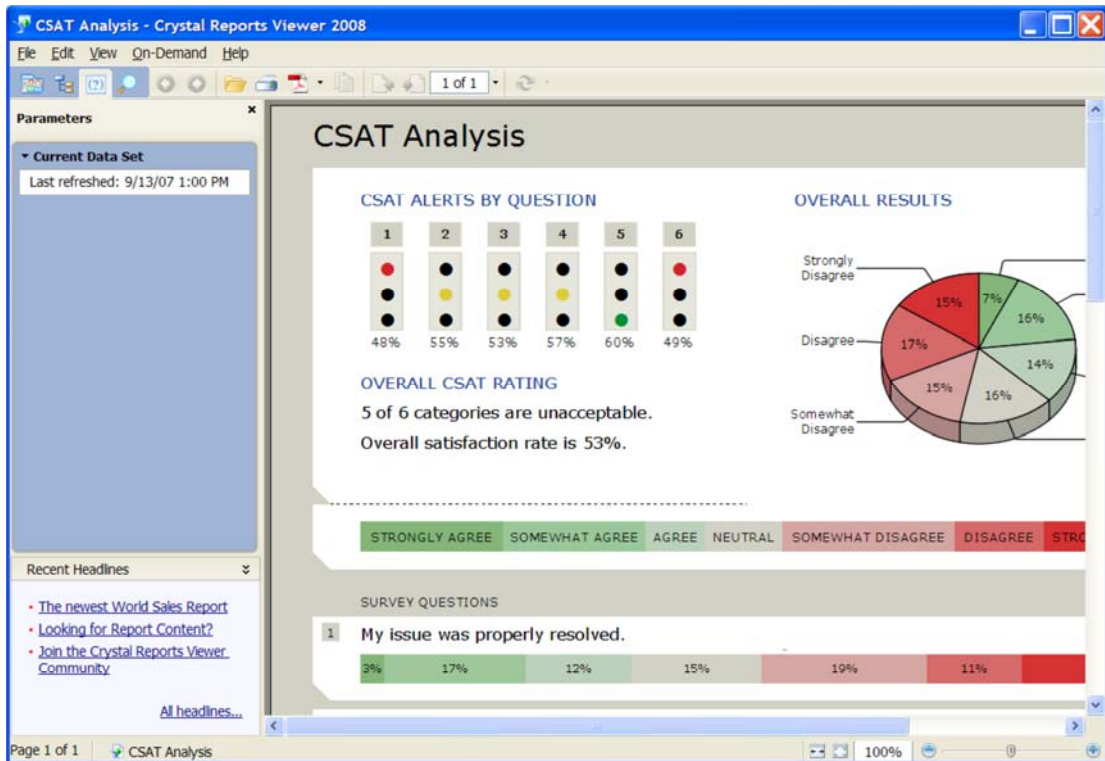 CSAT Analysis - Crystal Reports Viewer 2008
File Edit View On-Demand Help
1 of 1
Parameters
Current Data Set
Last refreshed: 9/13/07 1:00 PM
Recent Headlines
The newest World Sales Report
Looking for Report Content?
Join the Crystal Reports Viewer
Community
All headlines...
CSAT Analysis
CSAT ALERTS BY QUESTION
1 2 3 4 5 6
48% 55% 53% 57% 60% 49%
OVERALL CSAT RATING
5 of 6 categories are unacceptable.
Overall satisfaction rate is 53%.
OVERALL RESULTS
Strongly
Disagree
Disagree
Somewhat
Disagree
15% 7%
16%
17%
14%
15%
16%
STRONGLY AGREE SOMEWHAT AGREE AGREE NEUTRAL SOMEWHAT DISAGREE DISAGREE STRO
SURVEY QUESTIONS
1 My issue was properly resolved.
3% 17% 12% 15% 19% 11%
Page 1 of 1 CSAT Analysis 100%